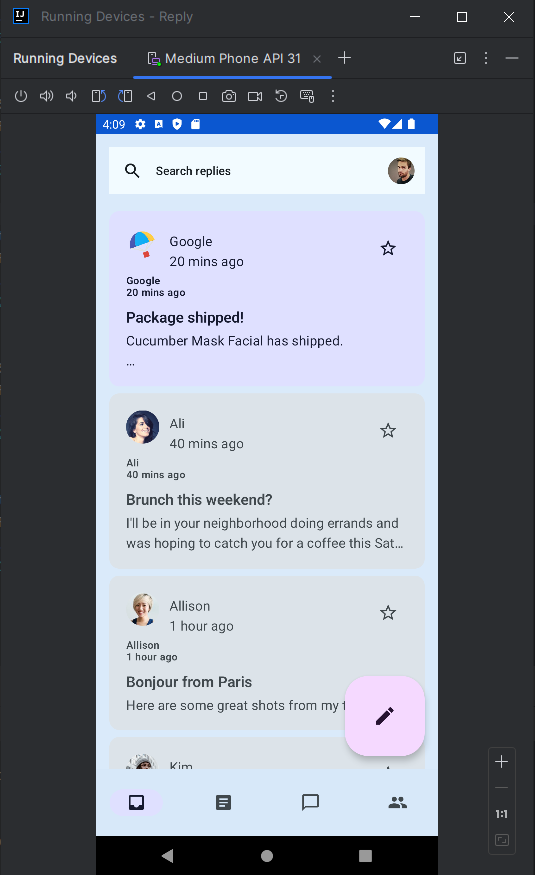 Running Devices - Reply
Running Devices
Medium Phone API 31
4:09
Search replies
Google
20 mins ago
Google
20 mins ago
Package shipped!
Cucumber Mask Facial has shipped.
...
Ali
40 mins ago
Ali
40 mins ago
Brunch this weekend?
I'll be in your neighborhood doing errands and
was hoping to catch you for a coffee this Sat...
Allison
1 hour ago
Allison
1 hour ago
Bonjour from Paris
Here are some great shots from my
Kim
1:1